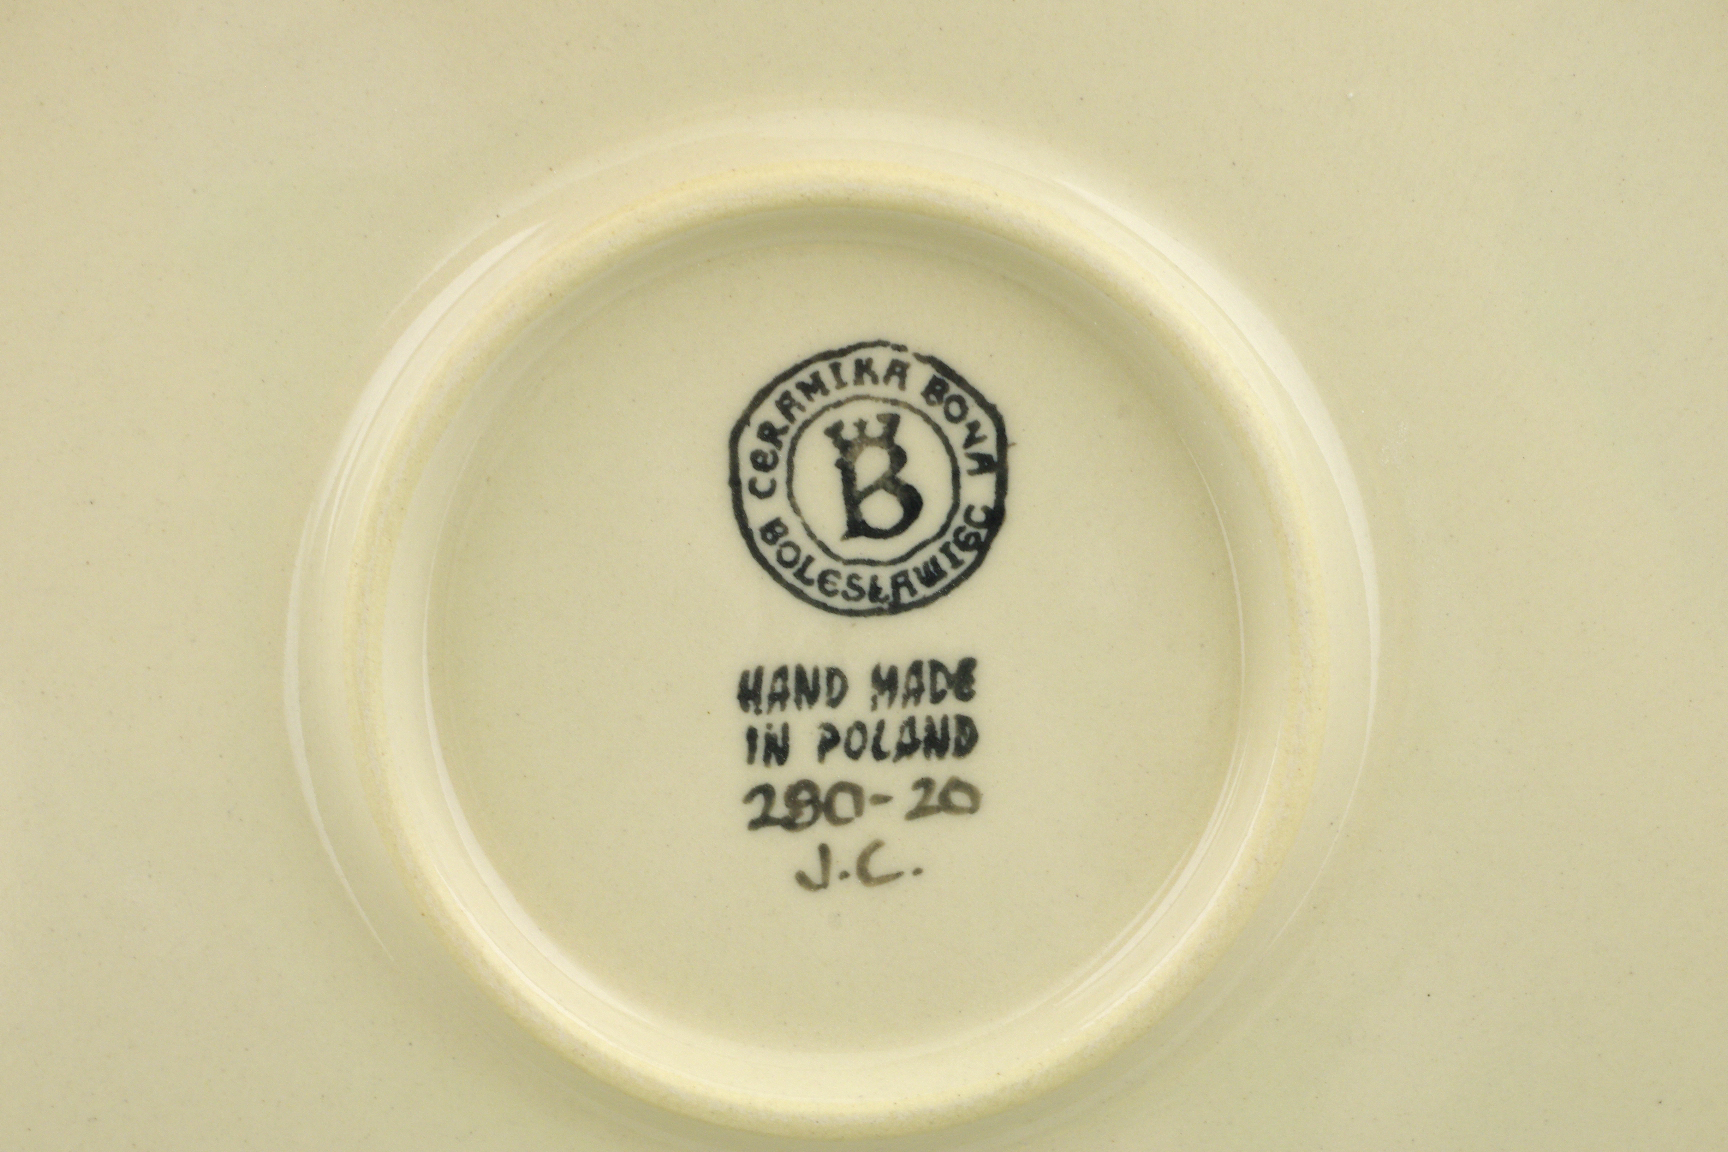 CERAMIKA BONA
B
BOLESŁAWIEC
HAND MADE
IN POLAND
280-20
J.C.